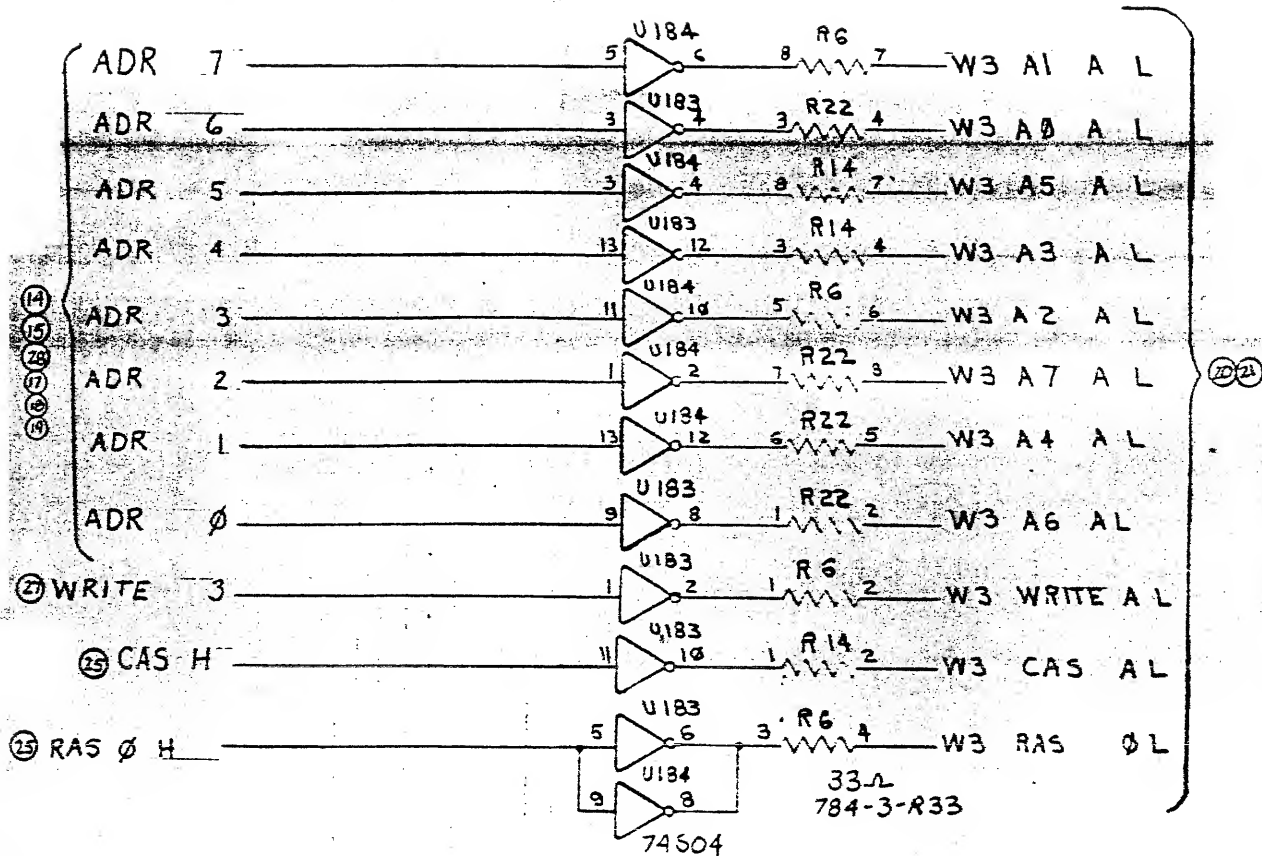 U184
ADR 7 5 6 8 R6 7 W3 A1 A L
U183
ADR 6 3 4 3 R22 4 W3 AØ A L
U184
ADR 5 3 4 8 R14 7 W3 A5 A L
U183
ADR 4 13 12 3 R14 4 W3 A3 A L
U184
14
15
28
17
18
19
ADR 3 11 10 5 R6 6 W3 A2 A L
U184
ADR 2 1 2 7 R22 8 W3 A7 A L
20 21
U184
ADR 1 13 12 6 R22 5 W3 A4 A L
U183
ADR Ø 9 8 1 R22 2 W3 A6 AL
U183
27 WRITE 3 1 2 1 R6 2 W3 WRITE A L
U183
25 CAS H 11 10 1 R14 2 W3 CAS A L
U183
25 RAS Ø H 5 6 3 R6 4 W3 RAS Ø L
U184
9 8
33Ω
784-3-R33
74S04